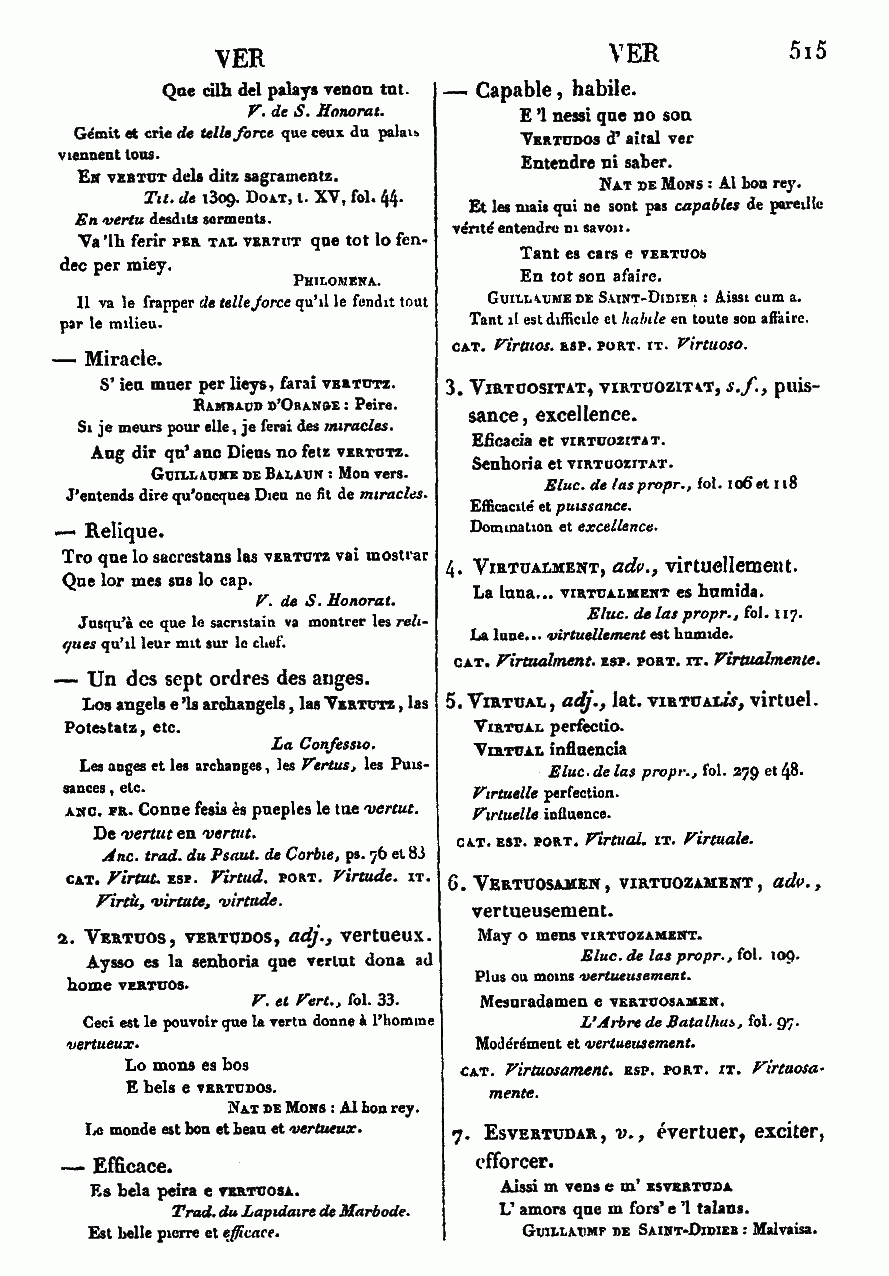 VER
VER 515
Que cilh del palays venon tut.
V. de S. Honorat.
Gémit et crie de telle force que ceux du palais
viennent tous.
En vertut dels ditz sagramentz.
Tit. de 1309. Doat, t. XV, fol. 44.
En vertu desdits serments.
Va 'lh ferir per tal vertut que tot lo fen-
dec per miey.
Philomena.
Il va le frapper de telle force qu'il le fendit tout
par le milieu.
— Miracle.
S' ieu muer per lieys, farai vertutz.
Rambaud d'Orange : Peire.
Si je meurs pour elle, je ferai des miracles.
Aug dir qu' anc Dieus no fetz vertutz.
Guillaume de Balaun : Mon vers.
J'entends dire qu'oncques Dieu ne fit de miracles.
— Relique.
Tro que lo sacrestans las vertutz vai mostrar
Que lor mes sus lo cap.
V. de S. Honorat.
Jusqu'à ce que le sacristain va montrer les reli-
ques qu'il leur mit sur le chef.
— Un des sept ordres des anges.
Los angels e 'ls archangels, las Vertutz, las
Potestatz, etc.
La Confessio.
Les anges et les archanges, les Vertus, les Puis-
sances, etc.
anc. fr. Conue fesis ès pueples le tue vertut.
De vertut en vertut.
Anc. trad. du Psaut. de Corbie, ps. 76 et 83
cat. Virtut. esp. Virtud. port. Virtude. it.
Virtù, virtute, virtude.
2. Vertuos, vertudos, adj., vertueux.
Aysso es la senhoria que vertut dona ad
home vertuos.
V. et Vert., fol. 33.
Ceci est le pouvoir que la vertu donne à l'homme
vertueux.
Lo mons es bos
E bels e vertudos.
Nat de Mons : Al bon rey.
Le monde est bon et beau et vertueux.
— Efficace.
Es bela peira e vertuosa.
Trad. du Lapidaire de Marbode.
Est belle pierre et efficace.
— Capable, habile.
E 'l nessi que no son
Vertudos d' aital ver
Entendre ni saber.
Nat de Mons : Al bon rey.
Et les niais qui ne sont pas capables de pareille
vérité entendre ni savoir.
Tant es cars e vertuos
En tot son afaire.
Guillaume de Saint-Didier : Aissi cum a.
Tant il est difficile et habile en toute son affaire.
cat. Virtuos. esp. port. it. Virtuoso.
3. Virtuositat, virtuozitat, s. f., puis-
sance, excellence.
Eficacia et virtuozitat.
Senhoria et virtuozitat.
Eluc. de las propr., fol. 106 et 118
Efficacité et puissance.
Domination et excellence.
4. Virtualment, adv., virtuellement.
La luna... virtualment es humida.
Eluc. de las propr., fol. 117.
La lune... virtuellement est humide.
cat. Virtualment. esp. port. it. Virtualmente.
5. Virtual, adj., lat. virtualis, virtuel.
Virtual perfectio.
Virtual influencia
Eluc. de las propr., fol. 279 et 48.
Virtuelle perfection.
Virtuelle influence.
cat. esp. port. Virtual. it. Virtuale.
6. Vertuosamen, virtuozament, adv.,
vertueusement.
May o mens virtuozament.
Eluc. de las propr., fol. 109.
Plus ou moins vertueusement.
Mesuradamen e vertuosamen.
L'Arbre de Batalhas, fol. 97.
Modérément et vertueusement.
cat. Virtuosament. esp. port. it. Virtuosa-
mente.
7. Esvertudar, v., évertuer, exciter,
efforcer.
Aissi m vens e m' esvertuda
L' amors que m fors' e 'l talans.
Guillaume de Saint-Didier : Malvaisa.